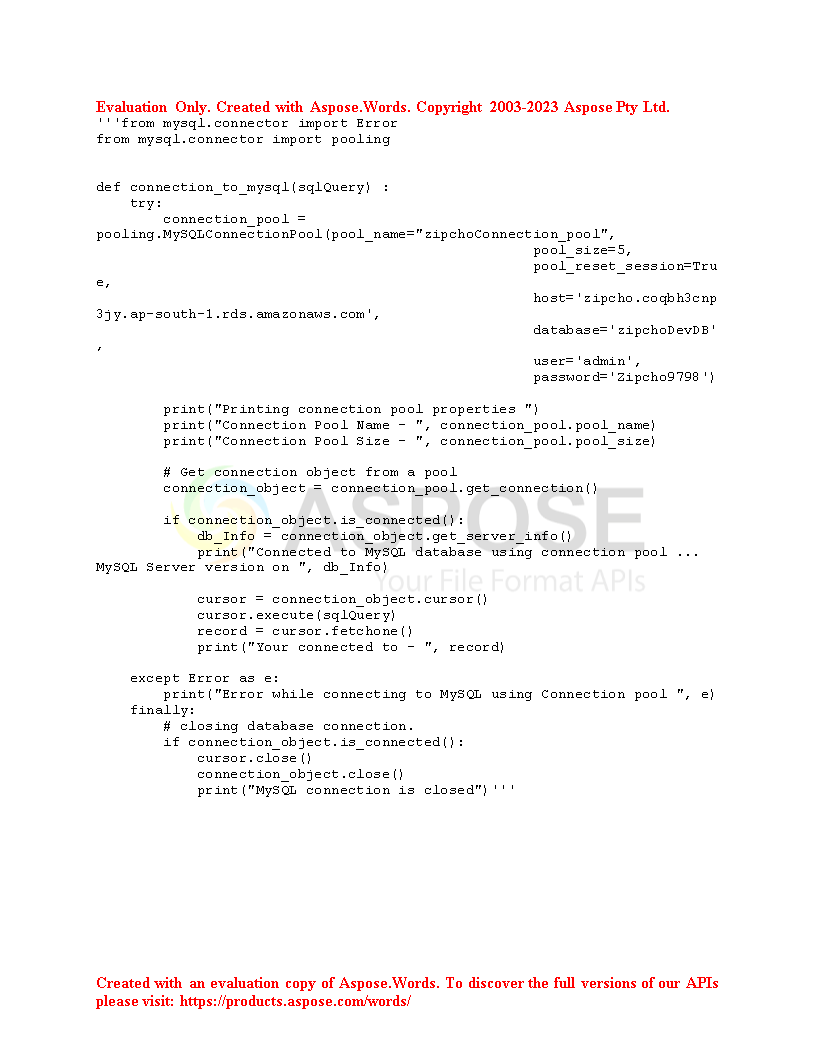 Evaluation Only. Created with Aspose.Words. Copyright 2003-2023 Aspose Pty Ltd.
'''from mysql.connector import Error
from mysql.connector import pooling
def connection_to_mysql(sqlQuery) :
    try:
        connection_pool =
pooling.MySQLConnectionPool(pool_name="zipchoConnection_pool",
                                                    pool_size=5,
                                                    pool_reset_session=Tru
e,
                                                    host='zipcho.coqbh3cnp
3jy.ap-south-1.rds.amazonaws.com',
                                                    database='zipchoDevDB'
,
                                                    user='admin',
                                                    password='Zipcho9798')
        print("Printing connection pool properties ")
        print("Connection Pool Name - ", connection_pool.pool_name)
        print("Connection Pool Size - ", connection_pool.pool_size)
        # Get connection object from a pool
        connection_object = connection_pool.get_connection()
ASPOSE
        if connection_object.is_connected():
            db_Info = connection_object.get_server_info()
            print("Connected to MySQL database using connection pool ...
MySQL Server version on ", db_Info)
Your File Format APIs
            cursor = connection_object.cursor()
            cursor.execute(sqlQuery)
            record = cursor.fetchone()
            print("Your connected to - ", record)
    except Error as e:
        print("Error while connecting to MySQL using Connection pool ", e)
    finally:
        # closing database connection.
        if connection_object.is_connected():
            cursor.close()
            connection_object.close()
            print("MySQL connection is closed")'''
Created with an evaluation copy of Aspose.Words. To discover the full versions of our APIs
please visit: https://products.aspose.com/words/